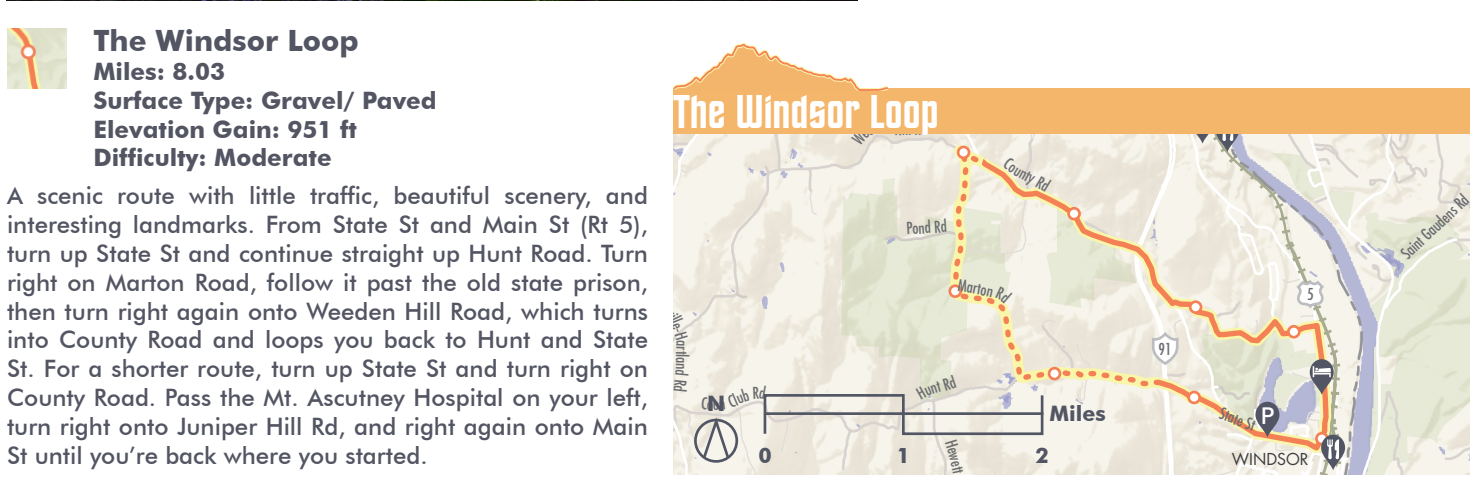 The Windsor Loop
Miles: 8.03
Surface Type: Gravel/ Paved
Elevation Gain: 951 ft
Difficulty: Moderate
A scenic route with little traffic, beautiful scenery, and
interesting landmarks. From State St and Main St (Rt 5),
turn up State St and continue straight up Hunt Road. Turn
right on Marton Road, follow it past the old state prison,
then turn right again onto Weeden Hill Road, which turns
into County Road and loops you back to Hunt and State
St. For a shorter route, turn up State St and turn right on
County Road. Pass the Mt. Ascutney Hospital on your left,
turn right onto Juniper Hill Rd, and right again onto Main
St until you’re back where you started.
The Windsor Loop
County Rd
Pond Rd
Saint Gaudens Rd
Marton Rd
5
91
Hunt Rd
Club Rd
N
Miles
0 1 2
State St
P
WINDSOR
Hewett